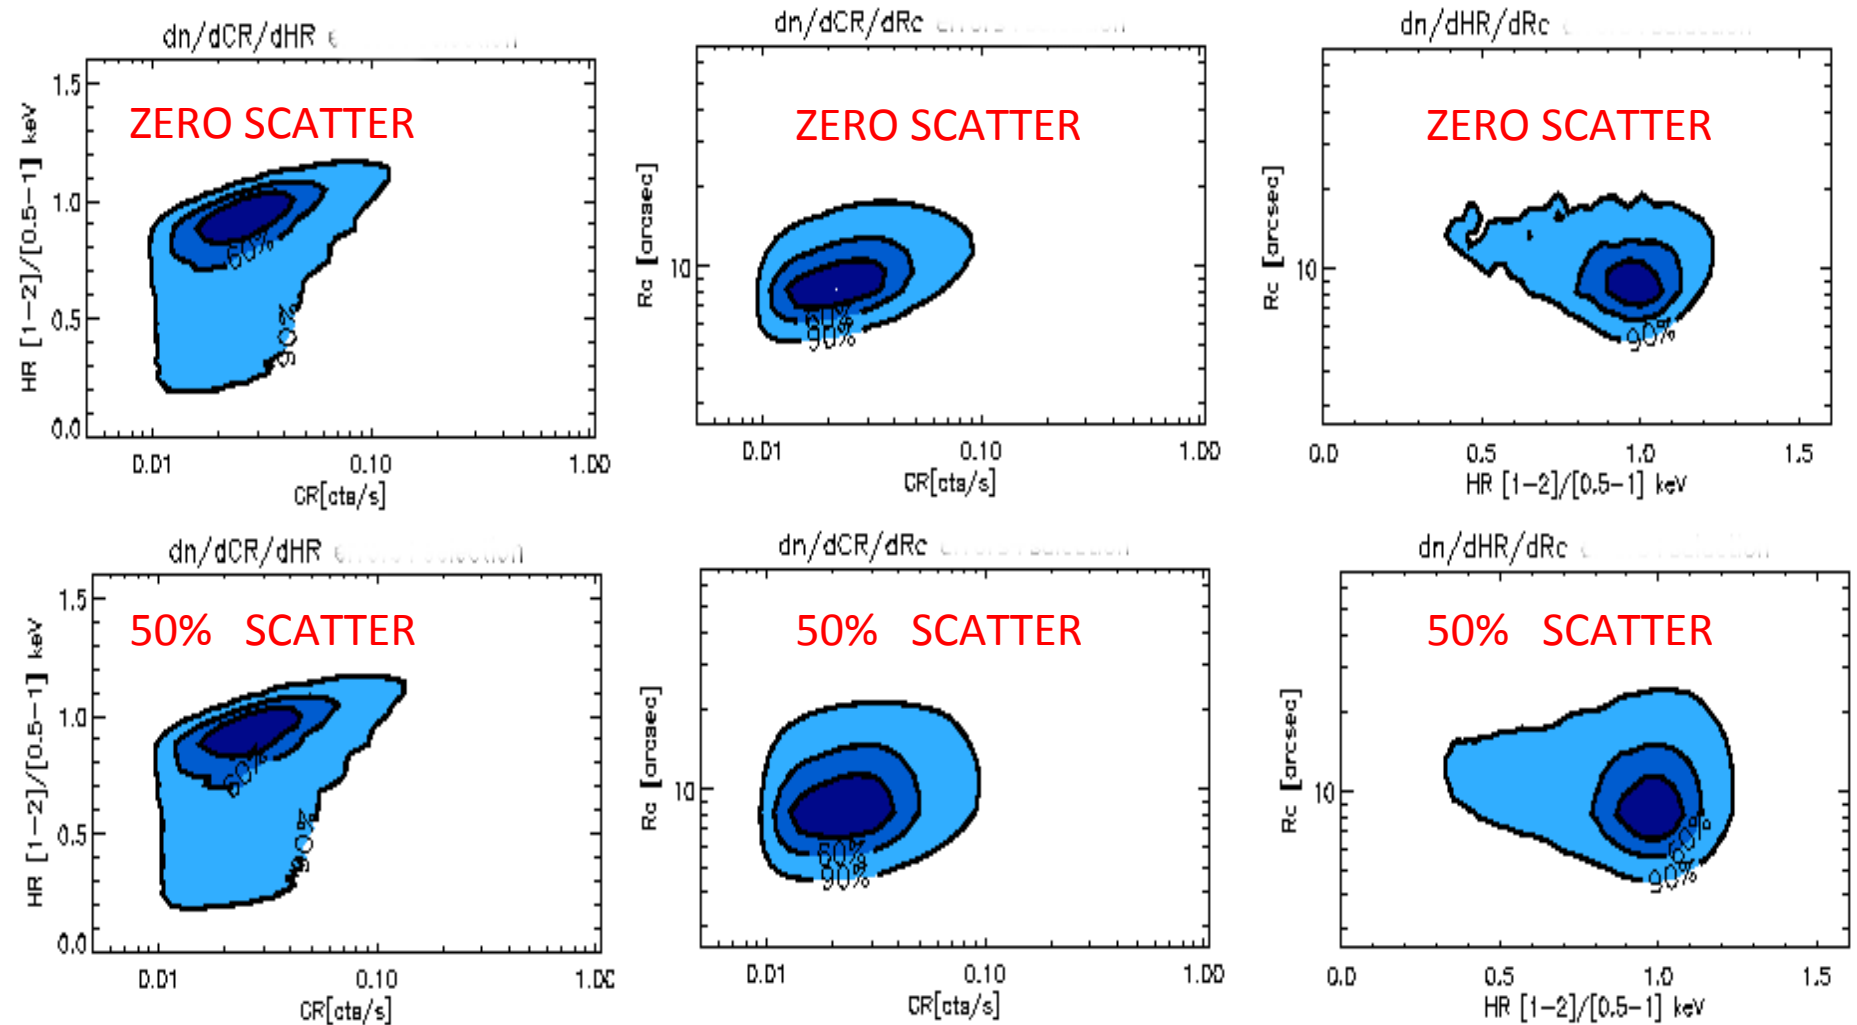 dn/dCR/dHR
ZERO SCATTER
HR [1-2]/[0.5-1] keV
1.5
1.0
0.5
0.0
60%
90%
0.01 0.10 1.00
CR[cts/s]
dn/dCR/dRc
ZERO SCATTER
Rc [arcsec]
10
60%
90%
0.01 0.10 1.00
CR[cts/s]
dn/dHR/dRc
ZERO SCATTER
Rc [arcsec]
10
90%
0.0 0.5 1.0 1.5
HR [1-2]/[0.5-1] keV
dn/dCR/dHR
50% SCATTER
HR [1-2]/[0.5-1] keV
1.5
1.0
0.5
0.0
60%
90%
0.01 0.10 1.00
CR[cts/s]
dn/dCR/dRc
50% SCATTER
Rc [arcsec]
10
60%
90%
0.01 0.10 1.00
CR[cts/s]
dn/dHR/dRc
50% SCATTER
Rc [arcsec]
10
60%
90%
0.0 0.5 1.0 1.5
HR [1-2]/[0.5-1] keV